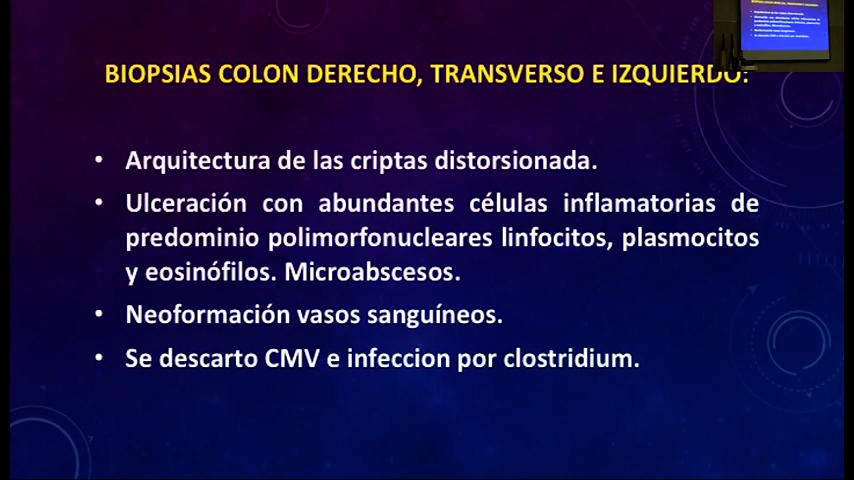 BIOPSIAS COLON DERECHO, TRANSVERSO E IZQUIERDO:
• Arquitectura de las criptas distorsionada.
• Ulceración con abundantes células inflamatorias de
predominio polimorfonucleares linfocitos, plasmocitos
y eosinófilos. Microabscesos.
• Neoformación vasos sanguíneos.
• Se descarto CMV e infeccion por clostridium.